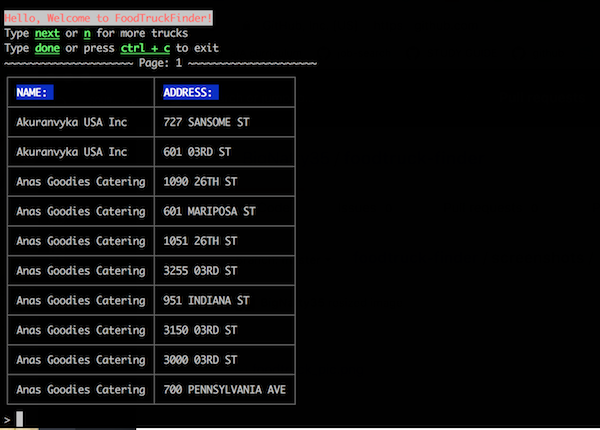 Hello, Welcome to FoodTruckFinder!
Type next or n for more trucks
Type done or press ctrl + c to exit
~~~~~~~~~~~~~~~~~~~~~ Page: 1 ~~~~~~~~~~~~~~~~~~~~~
NAME: ADDRESS:
Akuranvyka USA Inc 727 SANSOME ST
Akuranvyka USA Inc 601 03RD ST
Anas Goodies Catering 1090 26TH ST
Anas Goodies Catering 601 MARIPOSA ST
Anas Goodies Catering 1051 26TH ST
Anas Goodies Catering 3255 03RD ST
Anas Goodies Catering 951 INDIANA ST
Anas Goodies Catering 3150 03RD ST
Anas Goodies Catering 3000 03RD ST
Anas Goodies Catering 700 PENNSYLVANIA AVE
>